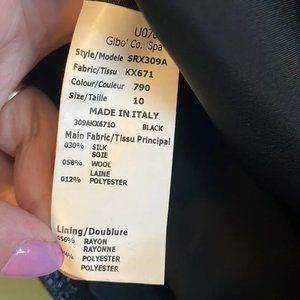 Gibo' Co. Spa
Style/Modele SRX309A
Fabric/Tissu KX671
Colour/Couleur 790
Size/Taille 10
MADE IN ITALY
309AKX6710 BLACK
Main Fabric/Tissu Principal
030% SILK
SOIE
058% WOOL
LAINE
012% POLYESTER
Lining/Doublure
056% RAYON
RAYONNE
POLYESTER
POLYESTER